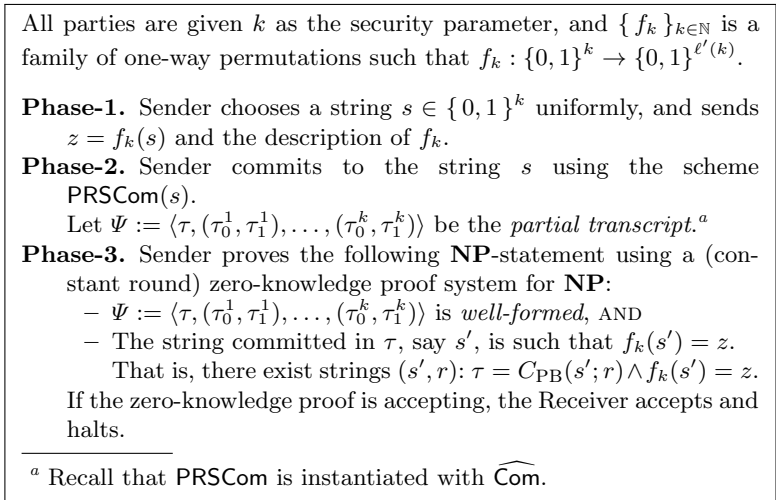 All parties are given k as the security parameter, and { f_k }_{k∈ℕ} is a
family of one-way permutations such that f_k : {0, 1}^k → {0, 1}^{ℓ′(k)}.
Phase-1. Sender chooses a string s ∈ { 0, 1 }^k uniformly, and sends
z = f_k(s) and the description of f_k.
Phase-2. Sender commits to the string s using the scheme
PRSCom(s).
Let Ψ := ⟨τ, (τ_0^1, τ_1^1), . . . , (τ_0^k, τ_1^k)⟩ be the partial transcript.^a
Phase-3. Sender proves the following NP-statement using a (con-
stant round) zero-knowledge proof system for NP:
– Ψ := ⟨τ, (τ_0^1, τ_1^1), . . . , (τ_0^k, τ_1^k)⟩ is well-formed, AND
– The string committed in τ, say s′, is such that f_k(s′) = z.
That is, there exist strings (s′, r): τ = C_PB(s′; r) ∧ f_k(s′) = z.
If the zero-knowledge proof is accepting, the Receiver accepts and
halts.
^a Recall that PRSCom is instantiated with \widehat{Com}.